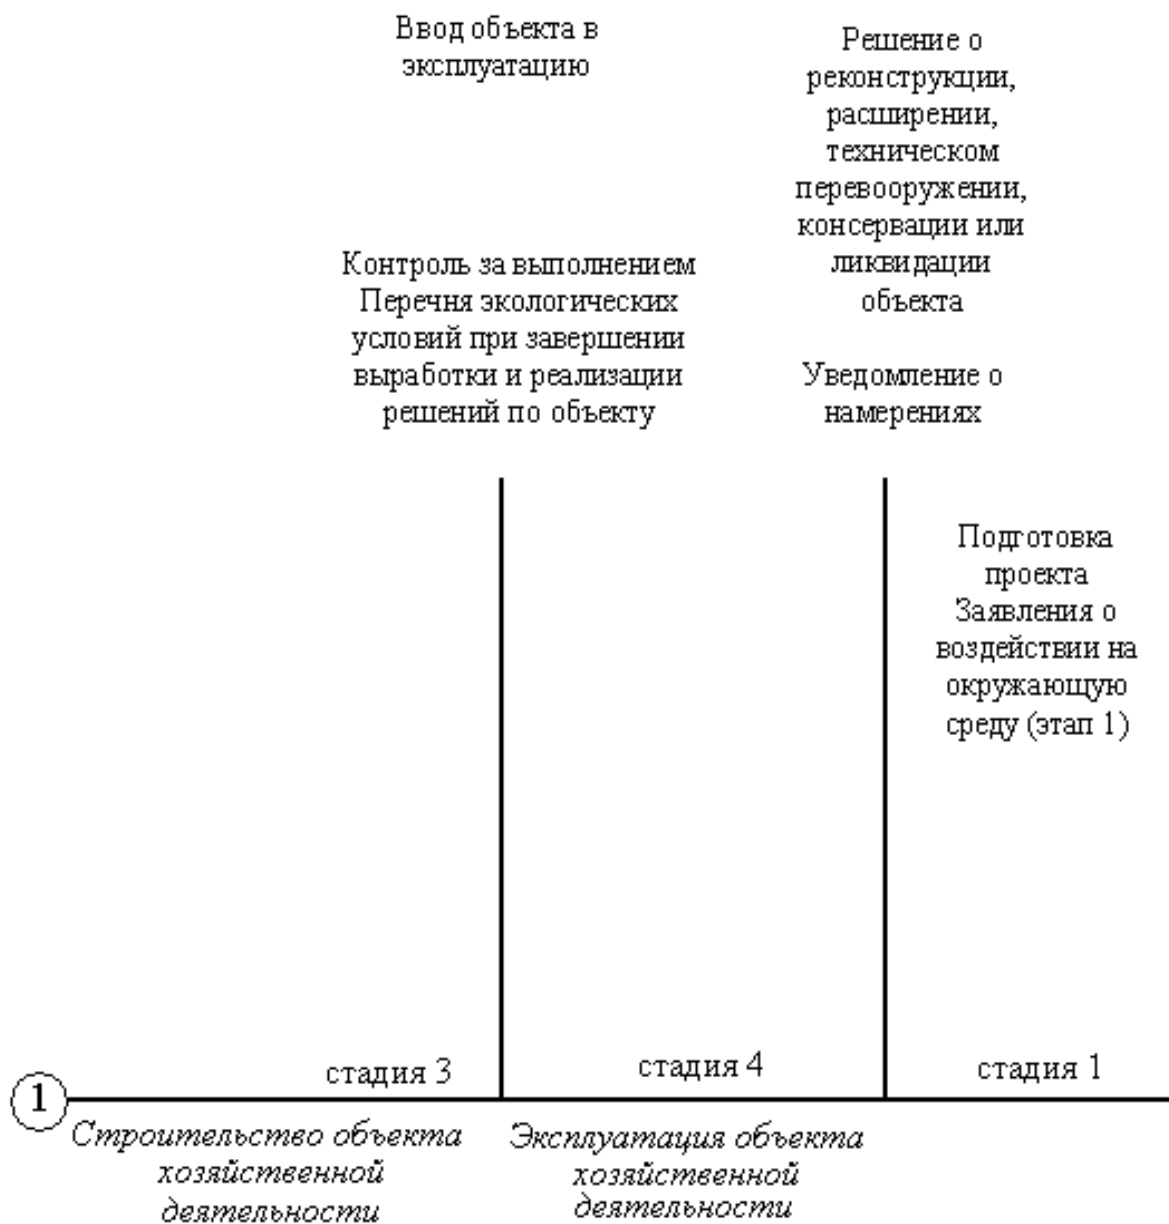 Ввод объекта в
эксплуатацию
Решение о
реконструкции,
расширении,
техническом
перевооружении,
консервации или
ликвидации
объекта
Контроль за выполнением
Перечня экологических
условий при завершении
выработки и реализации
решений по объекту
Уведомление о
намерениях
Подготовка
проекта
Заявления о
воздействии на
окружающую
среду (этап 1)
стадия 3
стадия 4
стадия 1
1
Строительство объекта
хозяйственной
деятельности
Эксплуатация объекта
хозяйственной
деятельности